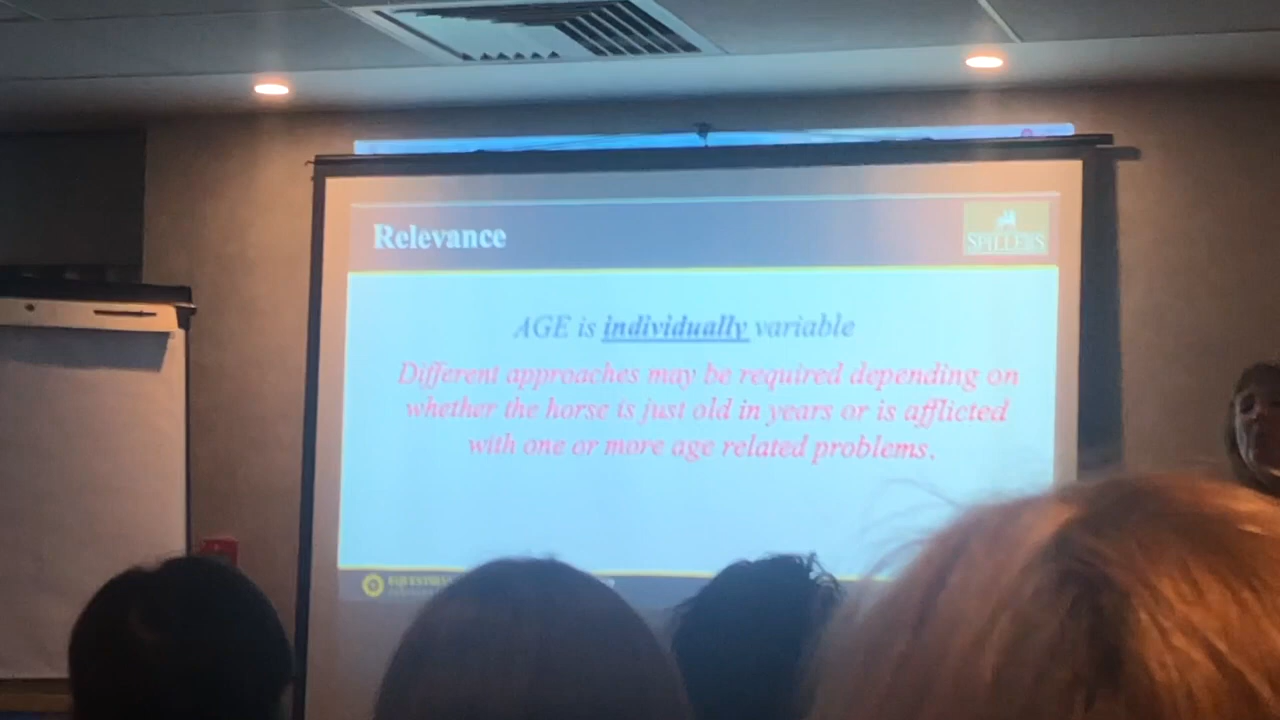 Relevance
SPILLERS
AGE is individually variable
Different approaches may be required depending on
whether the horse is just old in years or is afflicted
with one or more age related problems.